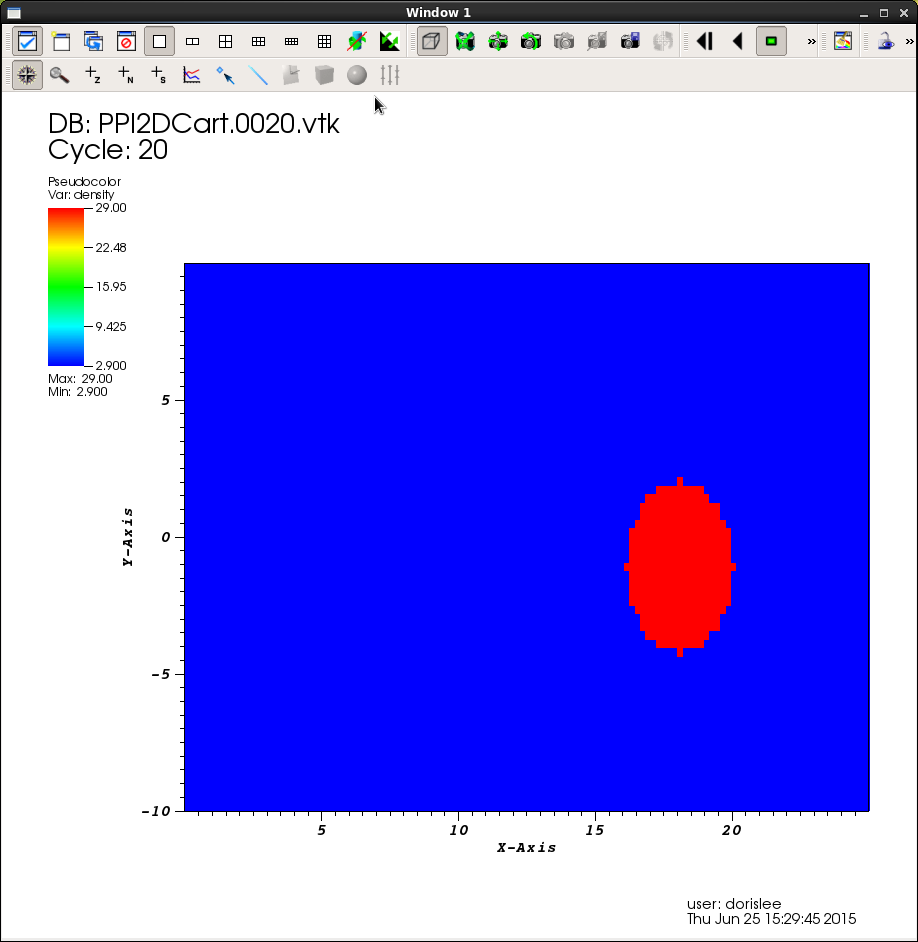 Window 1
DB: PPI2DCart.0020.vtk
Cycle: 20
Pseudocolor
Var: density
29.00
22.48
15.95
9.425
2.900
Max: 29.00
Min: 2.900
5
0
-5
-10
Y-Axis
5 10 15 20
X-Axis
user: dorislee
Thu Jun 25 15:29:45 2015